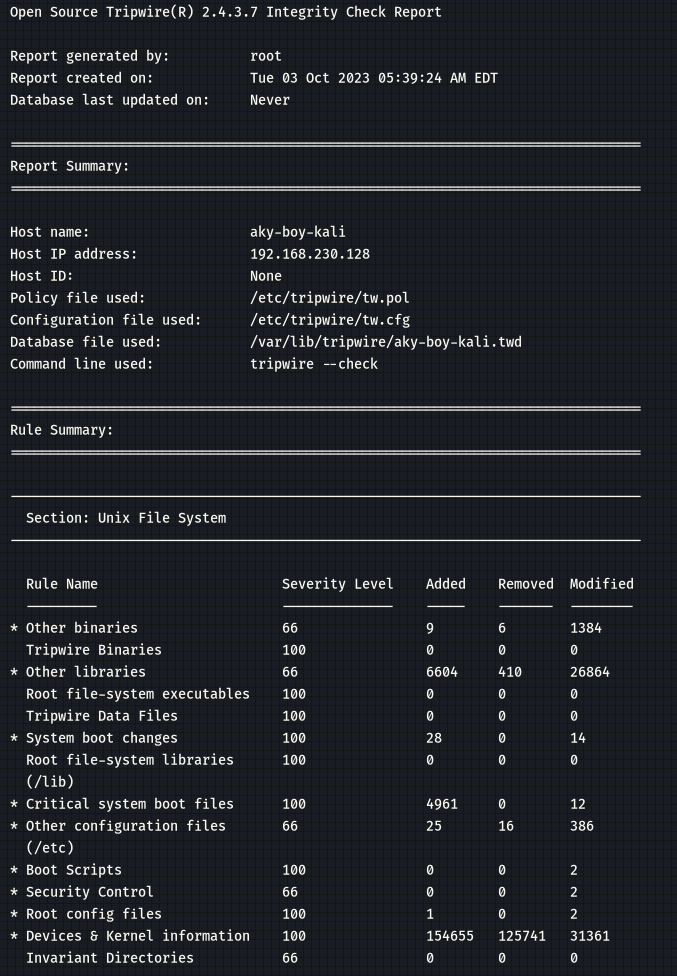 Open Source Tripwire(R) 2.4.3.7 Integrity Check Report
Report generated by: root
Report created on: Tue 03 Oct 2023 05:39:24 AM EDT
Database last updated on: Never
Report Summary:
Host name: aky-boy-kali
Host IP address: 192.168.230.128
Host ID: None
Policy file used: /etc/tripwire/tw.pol
Configuration file used: /etc/tripwire/tw.cfg
Database file used: /var/lib/tripwire/aky-boy-kali.twd
Command line used: tripwire --check
Rule Summary:
Section: Unix File System
Rule Name Severity Level Added Removed Modified
* Other binaries 66 9 6 1384
Tripwire Binaries 100 0 0 0
* Other libraries 66 6604 410 26864
Root file-system executables 100 0 0 0
Tripwire Data Files 100 0 0 0
* System boot changes 100 28 0 14
Root file-system libraries 100 0 0 0
(/lib)
* Critical system boot files 100 4961 0 12
* Other configuration files 66 25 16 386
(/etc)
* Boot Scripts 100 0 0 2
* Security Control 66 0 0 2
* Root config files 100 1 0 2
* Devices & Kernel information 100 154655 125741 31361
Invariant Directories 66 0 0 0